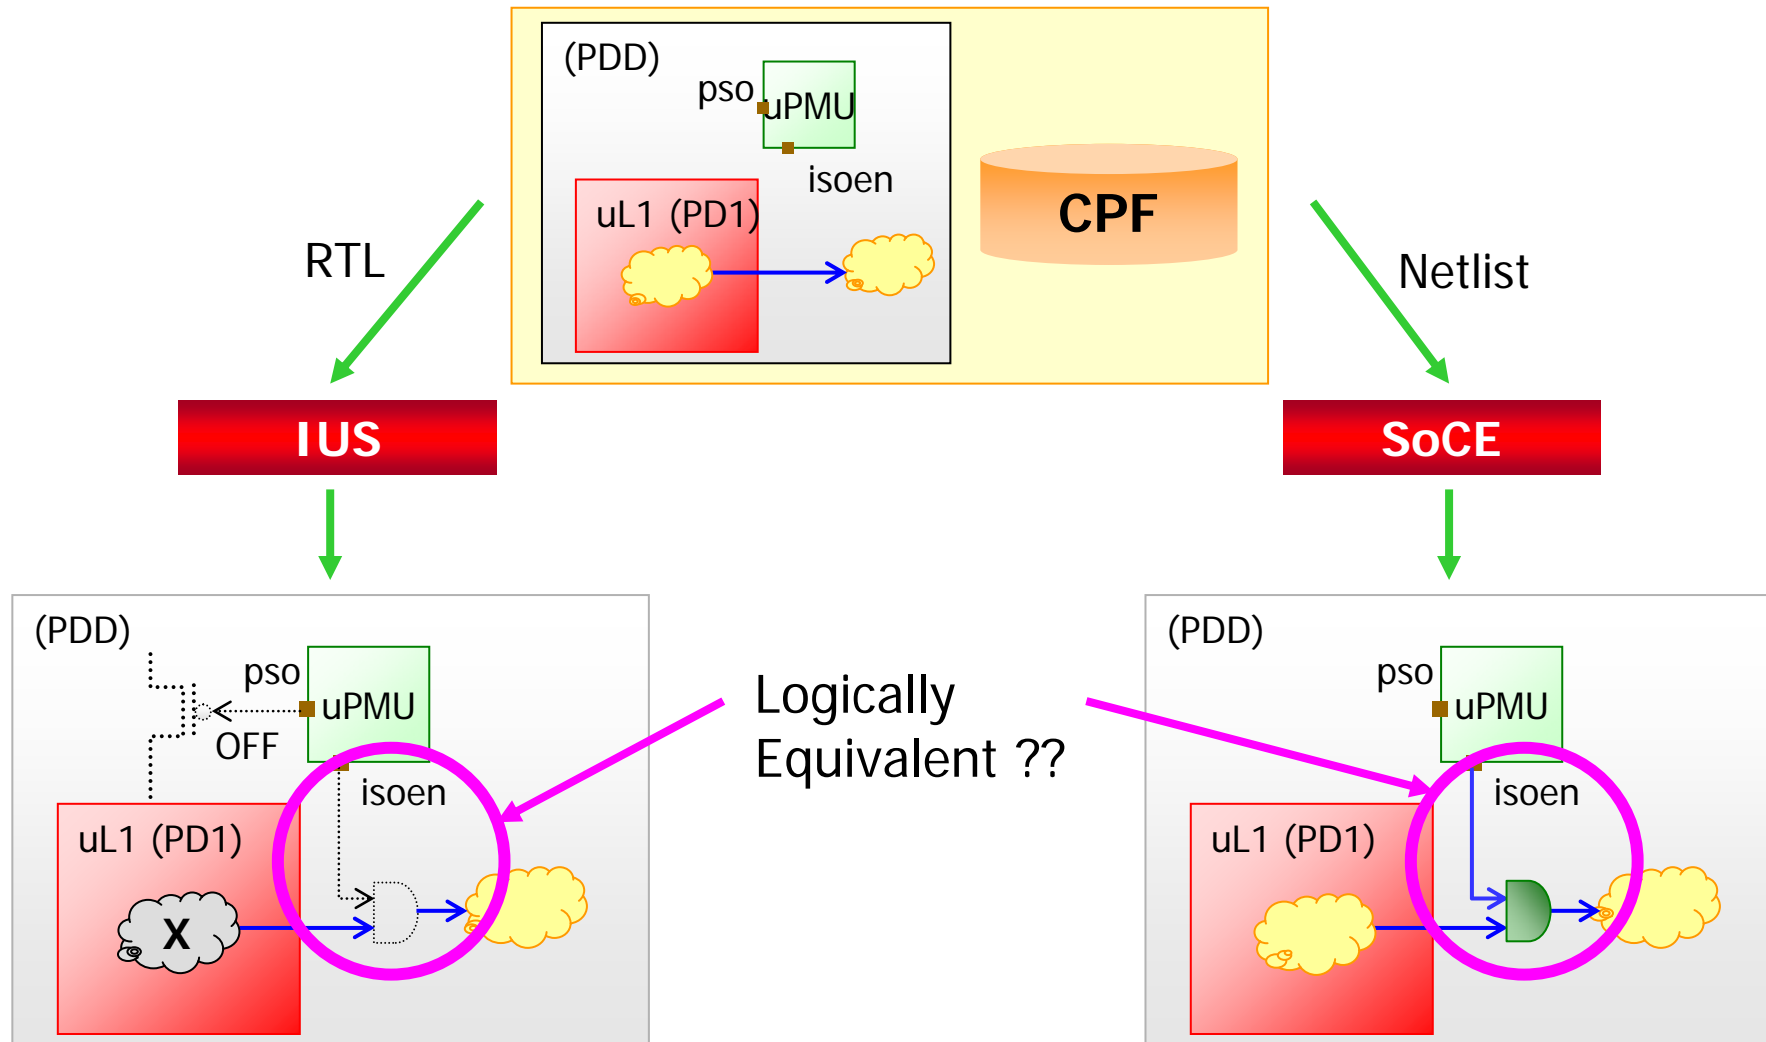 (PDD)
pso
uPMU
isoen
uL1 (PD1)
CPF
RTL
Netlist
IUS
SoCE
(PDD)
pso
uPMU
OFF
isoen
uL1 (PD1)
X
Logically
Equivalent ??
(PDD)
pso
uPMU
isoen
uL1 (PD1)